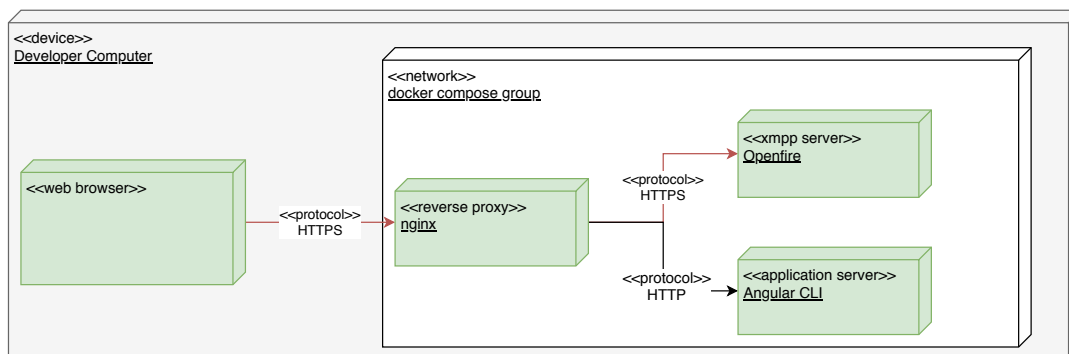 <<device>>
Developer Computer
<<network>>
docker compose group
<<web browser>>
<<protocol>>
HTTPS
<<reverse proxy>>
nginx
<<protocol>>
HTTPS
<<xmpp server>>
Openfire
<<protocol>>
HTTP
<<application server>>
Angular CLI